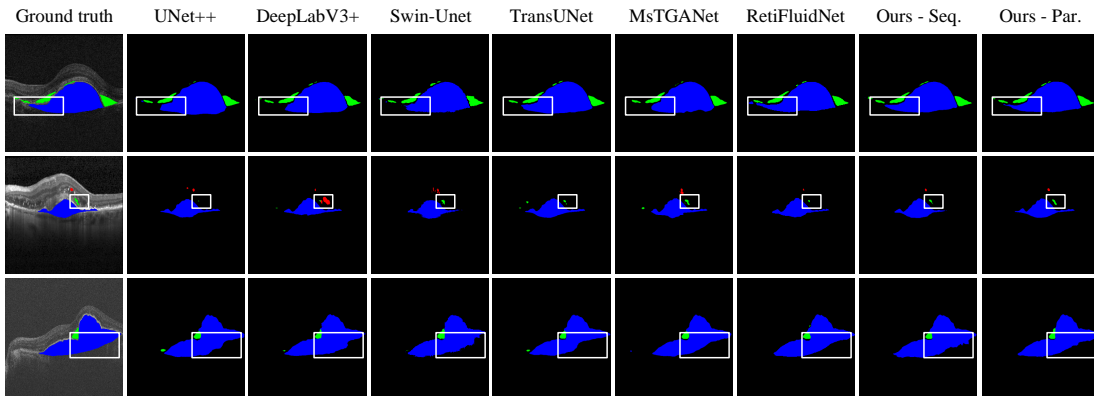 Ground truth UNet++ DeepLabV3+ Swin-Unet TransUNet MsTGANet RetiFluidNet Ours - Seq. Ours - Par.